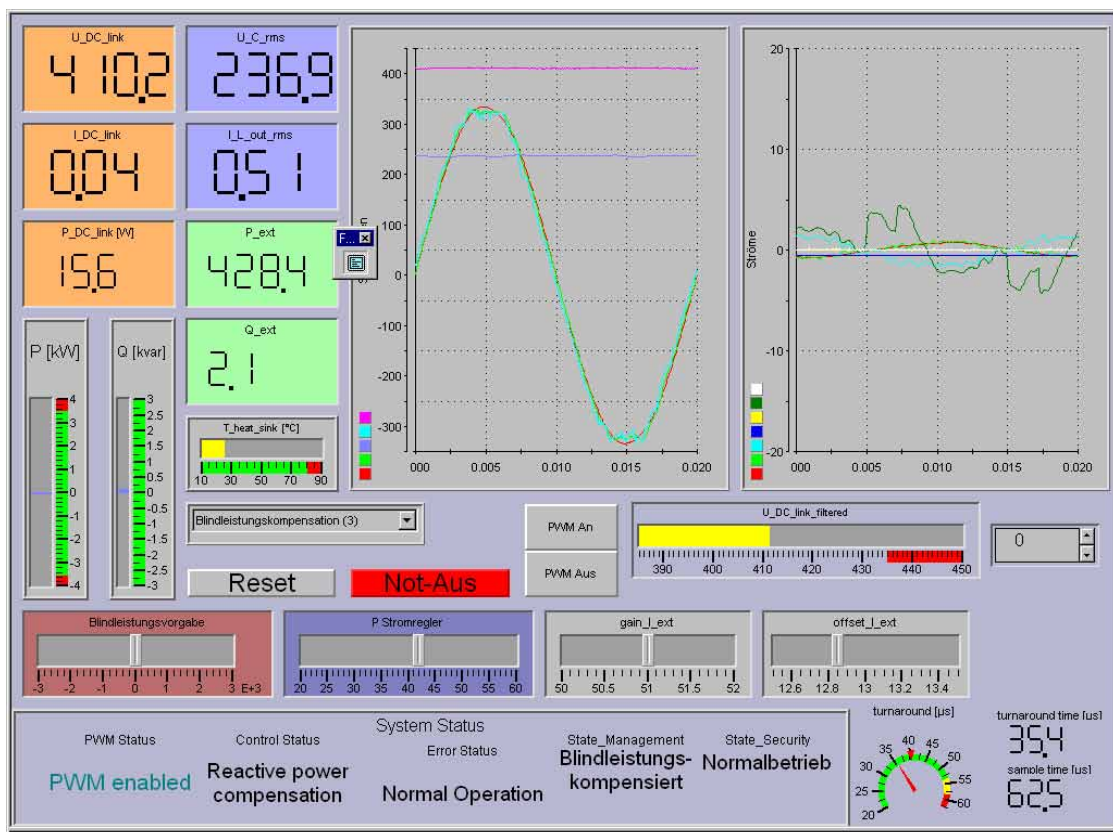 U_DC_link
410.2
U_C_rms
236.9
I_DC_link
0.04
I_L_out_rms
0.51
P_DC_link [W]
15.6
P_ext
428.4
Q_ext
2.1
P [kW]
4
3
2
1
0
-1
-2
-3
-4
Q [kvar]
3
2.5
2
1.5
1
0.5
0
-0.5
-1
-1.5
-2
-2.5
-3
T_heat_sink [°C]
10 30 50 70 90
F...
400
300
200
100
0
-100
-200
-300
000 0.005 0.010 0.015 0.020
Ströme
20
10
0
-10
-20
000 0.005 0.010 0.015 0.020
Blindleistungskompensation (3)
Reset
Not-Aus
PWM An
PWM Aus
U_DC_link_filtered
390 400 410 420 430 440 450
0
Blindleistungsvorgabe
-3 -2 -1 0 1 2 3 E+3
P Stromregler
20 25 30 35 40 45 50 55 60
gain_I_ext
50 50.5 51 51.5 52
offset_I_ext
12.6 12.8 13 13.2 13.4
System Status
PWM Status
PWM enabled
Control Status
Reactive power
compensation
Error Status
Normal Operation
State_Management
Blindleistungs-
kompensiert
State_Security
Normalbetrieb
turnaround [µs]
20 25 30 35 40 45 50 55 60
turnaround time [us]
35.4
sample time [us]
62.5